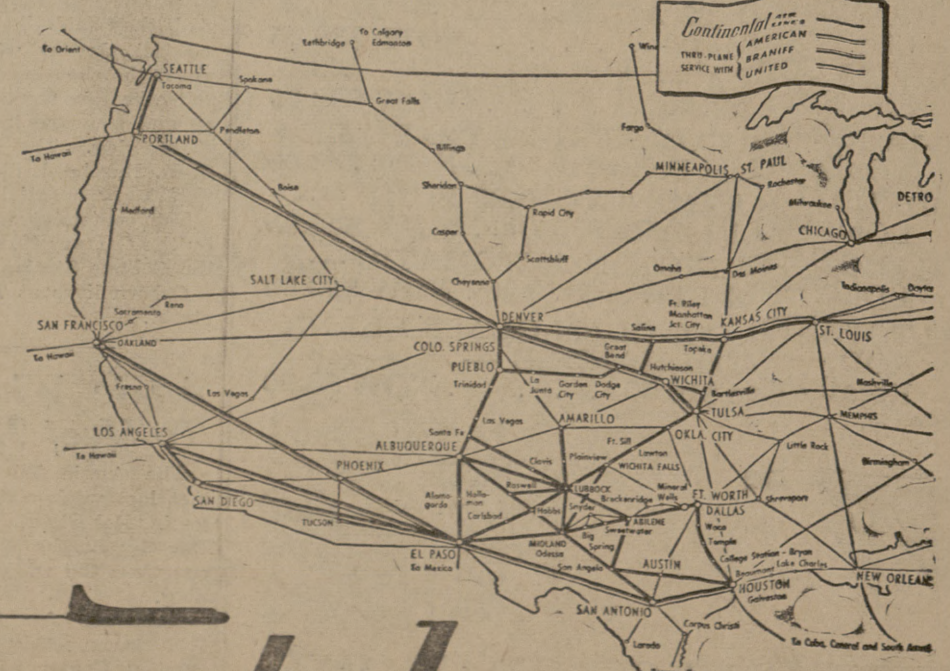 Continental AIR LINES
THRU-PLANE SERVICE WITH
AMERICAN
BRANIFF
UNITED
To Orient
Lethbridge
To Calgary
Edmonton
SEATTLE
Tacoma
Spokane
Great Falls
Fargo
PORTLAND
Pendleton
To Hawaii
Billings
MINNEAPOLIS
ST. PAUL
Rochester
Sheridan
Boise
Rapid City
Milwaukee
DETRO
Medford
Casper
CHICAGO
Scottsbluff
Omaha
Des Moines
SALT LAKE CITY
Cheyenne
Indianapolis
Dayton
Reno
Sacramento
Ft. Riley
Manhattan
Jct. City
SAN FRANCISCO
OAKLAND
DENVER
KANSAS CITY
Salina
ST. LOUIS
To Hawaii
COLO. SPRINGS
Great Bend
Topeka
PUEBLO
Hutchinson
Fresno
Las Vegas
Trinidad
La Junta
Garden City
Dodge City
WICHITA
Bartlesville
Nashville
Las Vegas
AMARILLO
TULSA
MEMPHIS
LOS ANGELES
Santa Fe
ALBUQUERQUE
Ft. Sill
OKLA. CITY
Little Rock
To Hawaii
Clovis
Plainview
Lawton
WICHITA FALLS
Birmingham
PHOENIX
Roswell
LUBBOCK
Mineral Wells
SAN DIEGO
Alamo-
gordo
Hollo-
man
Carlsbad
Hobbs
Snyder
Breckenridge
FT. WORTH
DALLAS
Shreveport
TUCSON
Sweetwater
ABILENE
Waco
Big Spring
Temple
EL PASO
To Mexico
MIDLAND
Odessa
San Angelo
AUSTIN
College Station - Bryan
Beaumont
Lake Charles
HOUSTON
Galveston
NEW ORLEANS
SAN ANTONIO
Corpus Christi
Laredo
To Cuba, Central and South